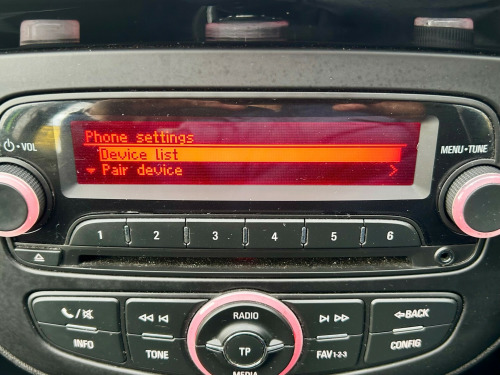 Phone settings
Device list
Pair device
-VOL
MENU-TUNE
1 2 3 4 5 6
RADIO
BACK
INFO
TONE
TP
FAV 1-2-3
CONFIG
MEDIA